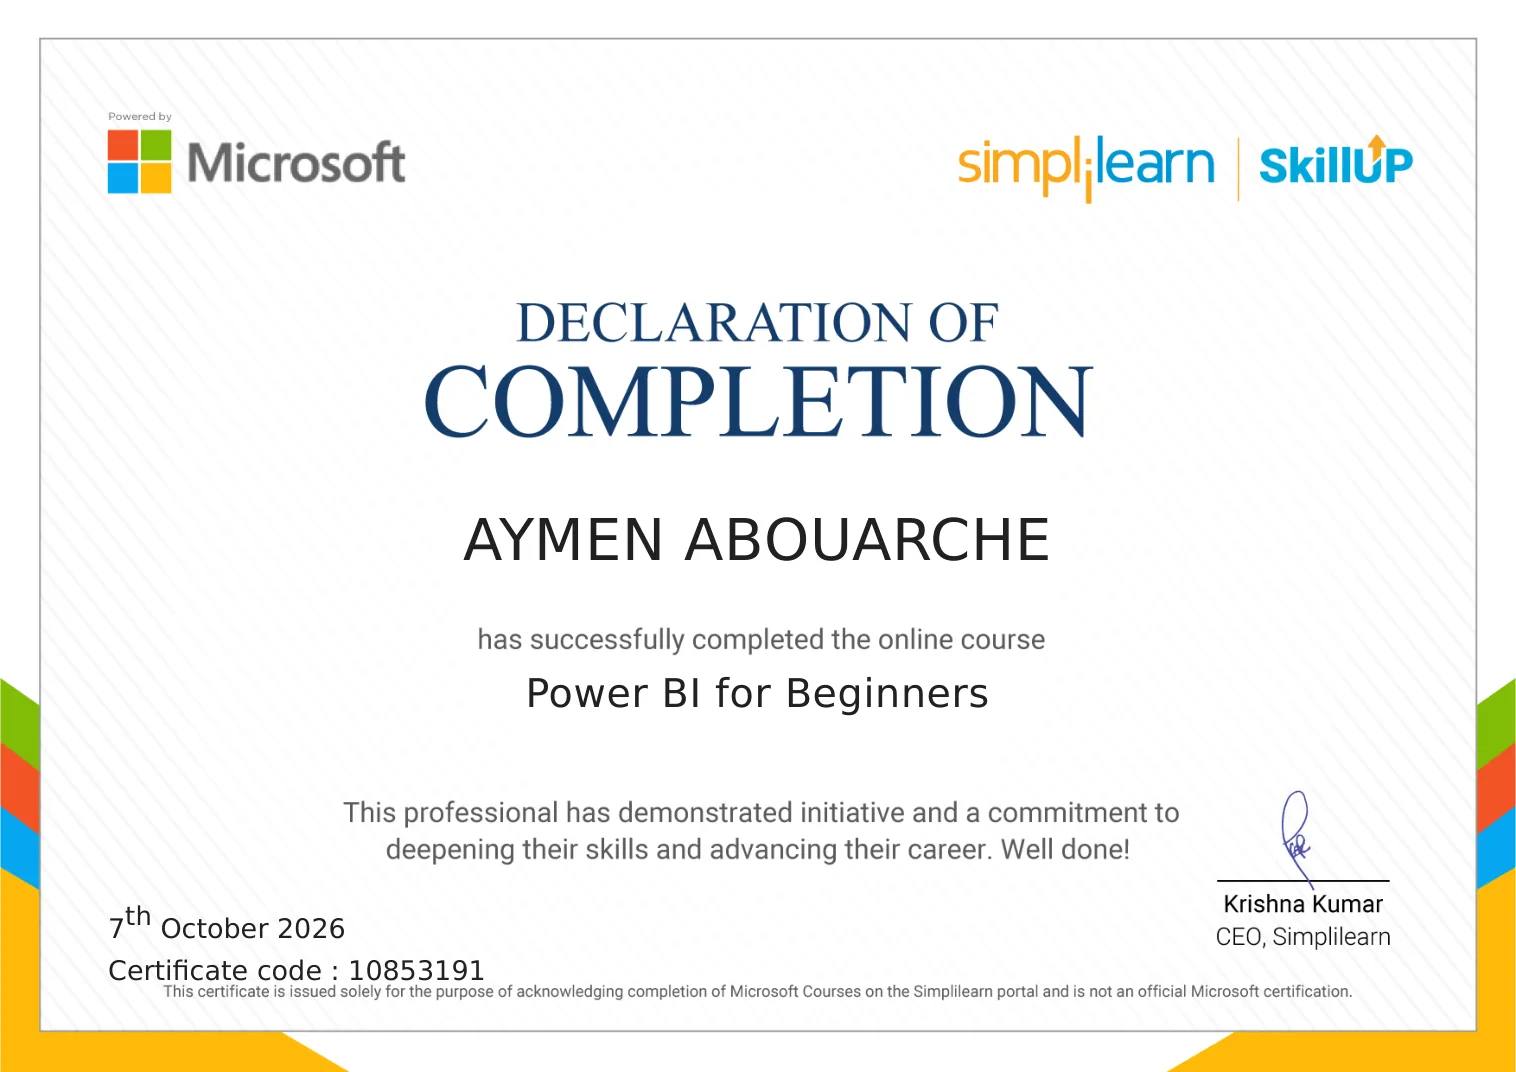 Powered by
Microsoft
simplilearn | SkillUP
DECLARATION OF
COMPLETION
AYMEN ABOUARCHE
has successfully completed the online course
Power BI for Beginners
This professional has demonstrated initiative and a commitment to
deepening their skills and advancing their career. Well done!
Krishna Kumar
CEO, Simplilearn
7th October 2026
Certificate code : 10853191
This certificate is issued solely for the purpose of acknowledging completion of Microsoft Courses on the Simplilearn portal and is not an official Microsoft certification.